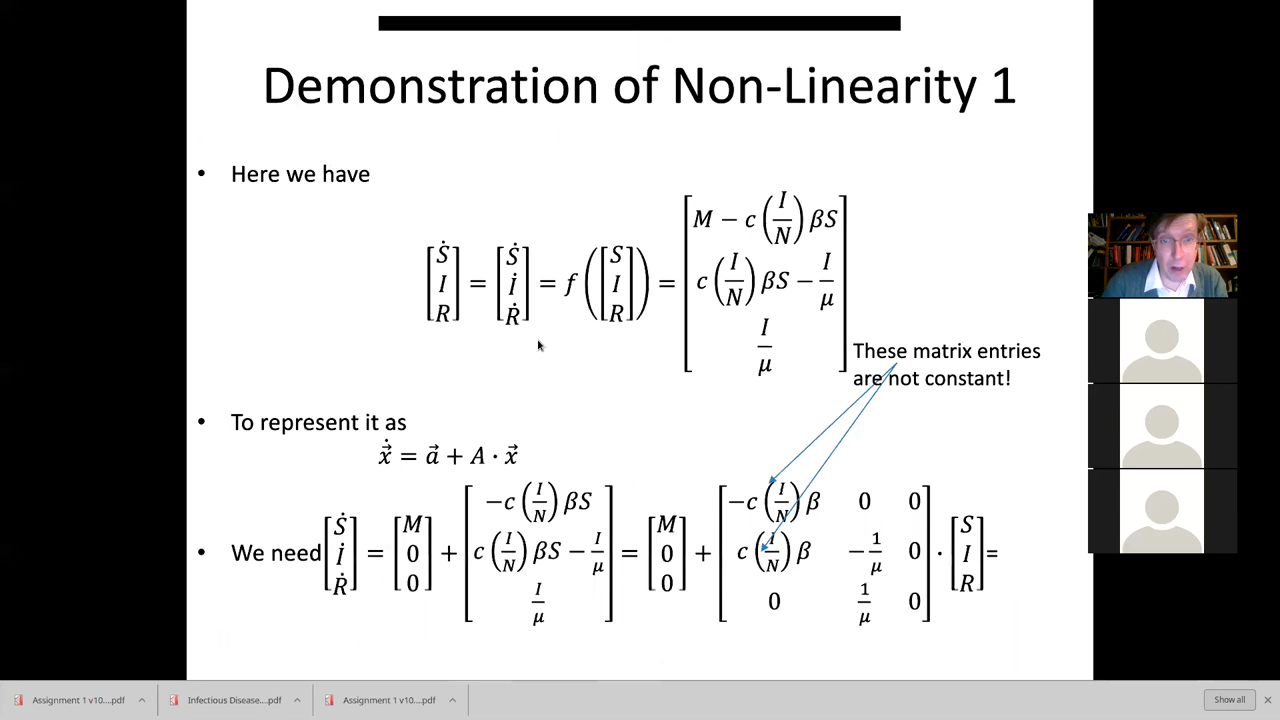 Demonstration of Non-Linearity 1
• Here we have
[Ṡ I R] = [Ṡ İ Ṙ] = f([S I R]) = [M − c(I/N)βS, c(I/N)βS − I/μ, I/μ]
These matrix entries
are not constant!
• To represent it as
ẋ⃗ = a⃗ + A · x⃗
• We need [Ṡ İ Ṙ] = [M 0 0] + [−c(I/N)βS, c(I/N)βS − I/μ, I/μ] = [M 0 0] + [−c(I/N)β 0 0, c(I/N)β −1/μ 0, 0 1/μ 0] · [S I R] =
Assignment 1 v10....pdf
Infectious Disease....pdf
Assignment 1 v10....pdf
Show all